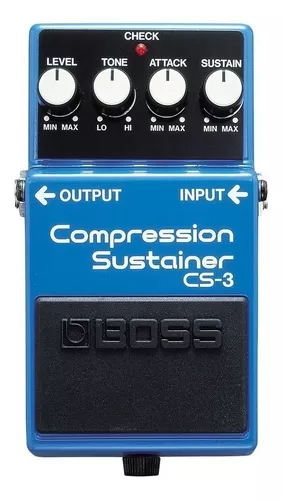 CHECK
LEVEL TONE ATTACK SUSTAIN
MIN MAX LO HI MIN MAX MIN MAX
← OUTPUT INPUT ←
Compression
Sustainer
CS-3
BOSS